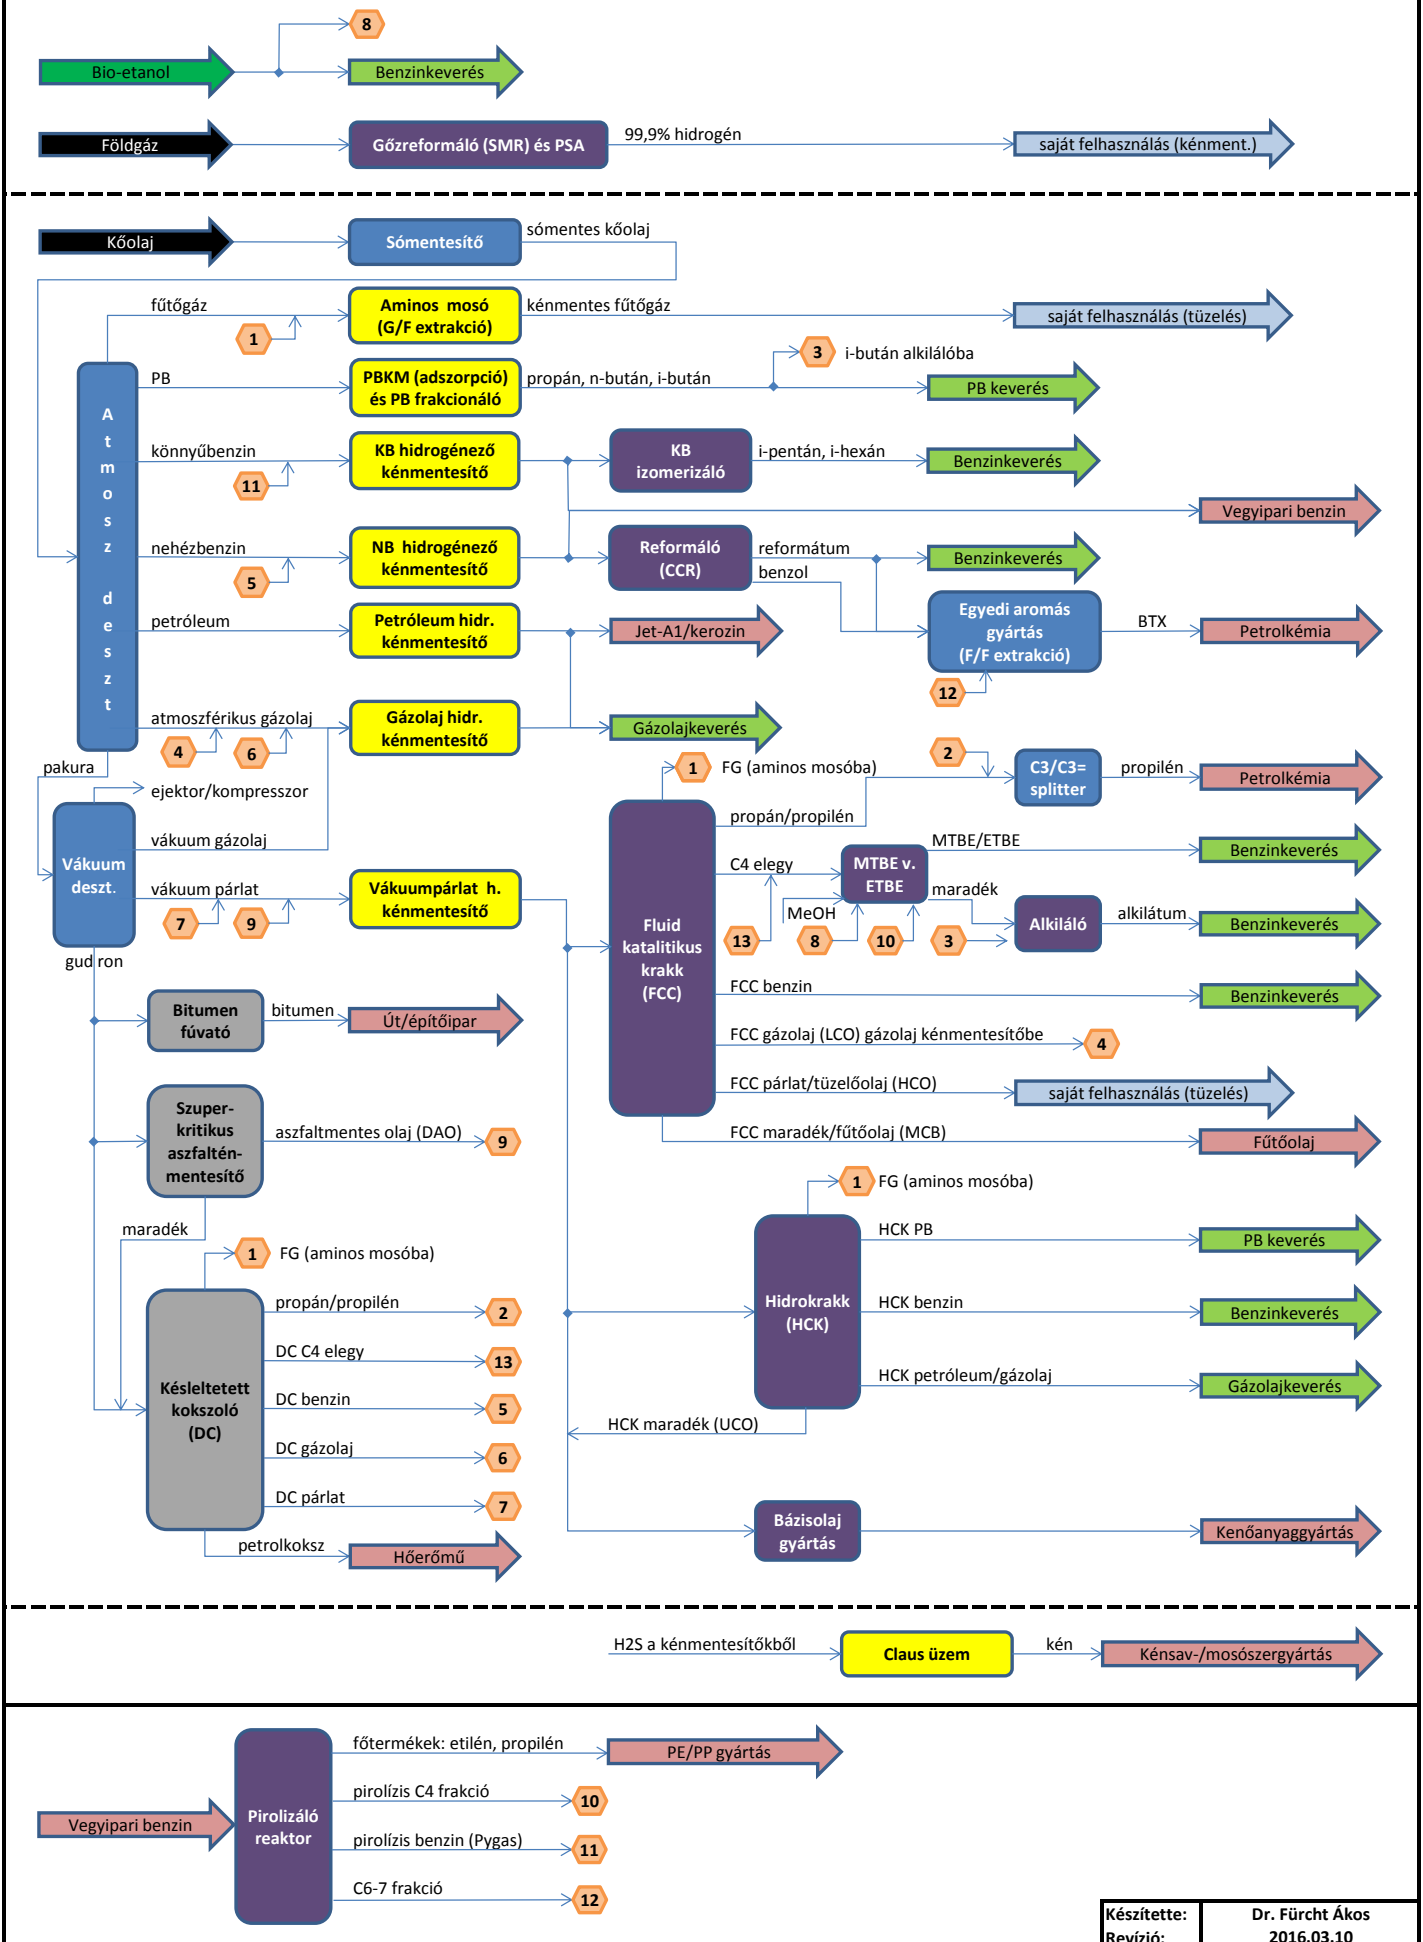 8
Bio-etanol
Benzinkeverés
Földgáz
Gőzreformáló (SMR) és PSA
99,9% hidrogén
saját felhasználás (kénment.)
Kőolaj
Sómentesítő
sómentes kőolaj
fűtőgáz
1
Aminos mosó
(G/F extrakció)
kénmentes fűtőgáz
saját felhasználás (tüzelés)
3
i-bután alkilálóba
PB
PBKM (adszorpció)
és PB frakcionáló
propán, n-bután, i-bután
PB keverés
A
t
m
o
s
z
d
e
s
z
t
könnyűbenzin
11
KB hidrogénező
kénmentesítő
KB
izomerizáló
i-pentán, i-hexán
Benzinkeverés
Vegyipari benzin
nehézbenzin
5
NB hidrogénező
kénmentesítő
Reformáló
(CCR)
reformátum
benzol
Benzinkeverés
Egyedi aromás
gyártás
(F/F extrakció)
12
BTX
Petrolkémia
petróleum
Petróleum hidr.
kénmentesítő
Jet-A1/kerozin
atmoszférikus gázolaj
4
6
Gázolaj hidr.
kénmentesítő
Gázolajkeverés
pakura
ejektor/kompresszor
Vákuum
deszt.
vákuum gázolaj
vákuum párlat
7
9
Vákuumpárlat h.
kénmentesítő
gudron
1
FG (aminos mosóba)
2
C3/C3=
splitter
propilén
Petrolkémia
propán/propilén
Fluid
katalitikus
krakk
(FCC)
C4 elegy
13
MeOH
8
10
MTBE v.
ETBE
MTBE/ETBE
Benzinkeverés
maradék
3
Alkiláló
alkilátum
Benzinkeverés
FCC benzin
Benzinkeverés
FCC gázolaj (LCO) gázolaj kénmentesítőbe
4
FCC párlat/tüzelőolaj (HCO)
saját felhasználás (tüzelés)
FCC maradék/fűtőolaj (MCB)
Fűtőolaj
Bitumen
fúvató
bitumen
Út/építőipar
Szuper-
kritikus
aszfaltén-
mentesítő
aszfaltmentes olaj (DAO)
9
maradék
1
FG (aminos mosóba)
Késleltetett
kokszoló
(DC)
propán/propilén
2
DC C4 elegy
13
DC benzin
5
DC gázolaj
6
DC párlat
7
petrolkoksz
Hőerőmű
1
FG (aminos mosóba)
Hidrokrakk
(HCK)
HCK PB
PB keverés
HCK benzin
Benzinkeverés
HCK petróleum/gázolaj
Gázolajkeverés
HCK maradék (UCO)
Bázisolaj
gyártás
Kenőanyaggyártás
H2S a kénmentesítőkből
Claus üzem
kén
Kénsav-/mosószergyártás
Vegyipari benzin
Pirolizáló
reaktor
főtermékek: etilén, propilén
PE/PP gyártás
pirolízis C4 frakció
10
pirolízis benzin (Pygas)
11
C6-7 frakció
12
Készítette:
Dr. Fürcht Ákos
Revízió:
2016.03.10